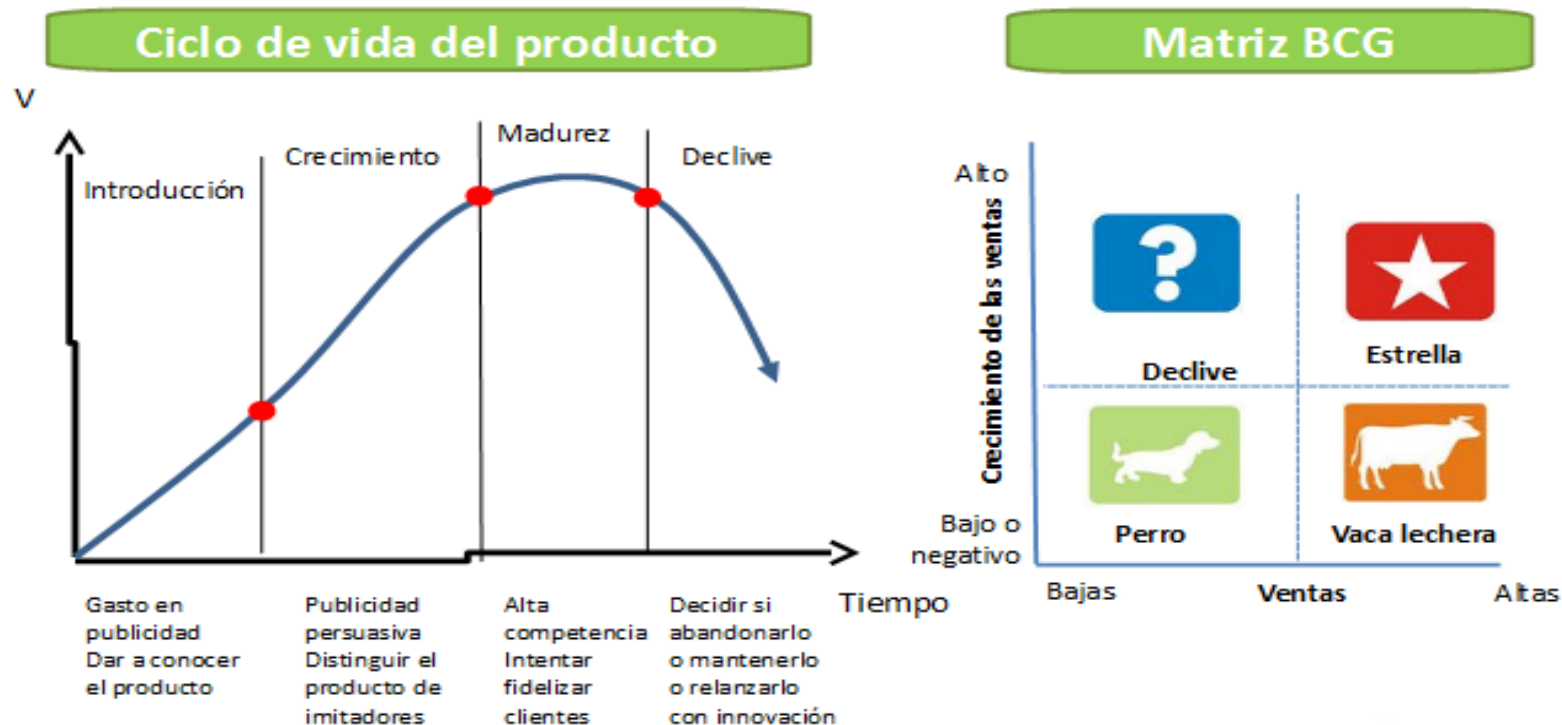 Ciclo de vida del producto
V
Introducción
Crecimiento
Madurez
Declive
Tiempo
Gasto en
publicidad
Dar a conocer
el producto
Publicidad
persuasiva
Distinguir el
producto de
imitadores
Alta
competencia
Intentar
fidelizar
clientes
Decidir si
abandonarlo
o mantenerlo
o relanzarlo
con innovación
Matriz BCG
Alto
Crecimiento de las ventas
Bajo o
negativo
?
Declive
Estrella
Perro
Vaca lechera
Bajas
Ventas
Altas